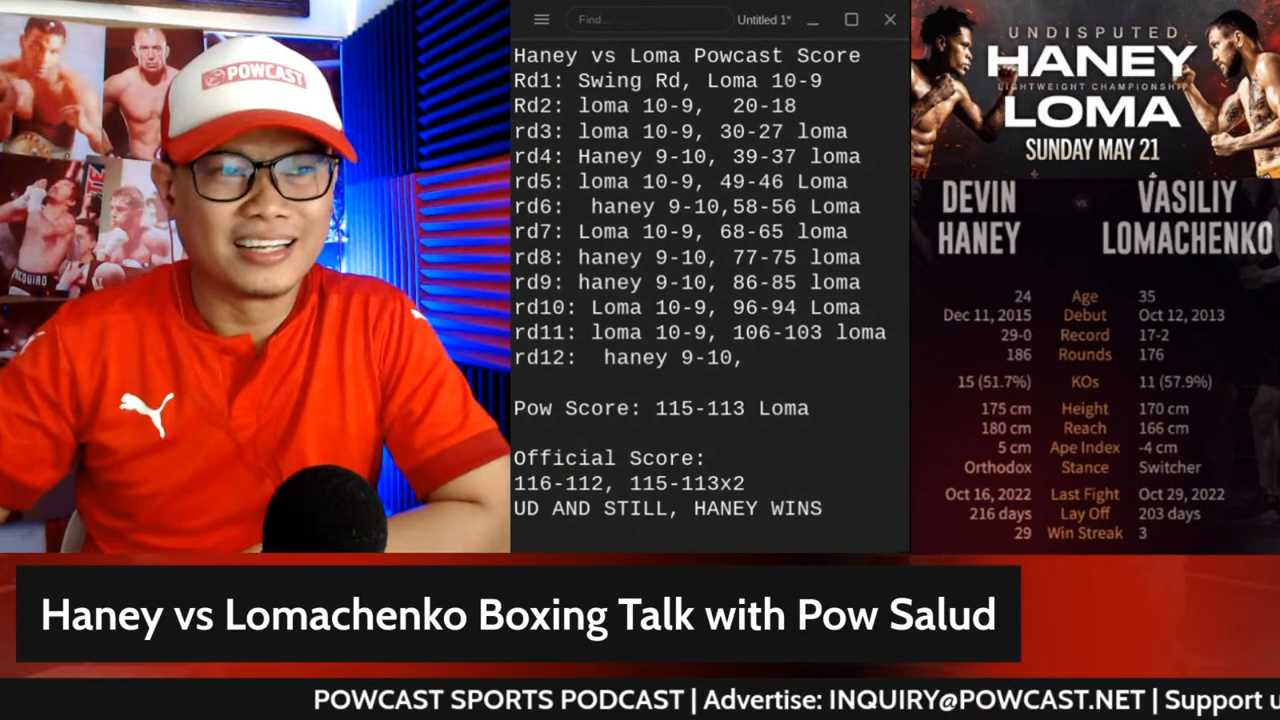 POWCAST
Find...
Untitled 1*
Haney vs Loma Powcast Score
Rd1: Swing Rd, Loma 10-9
Rd2: loma 10-9,  20-18
rd3: loma 10-9, 30-27 loma
rd4: Haney 9-10, 39-37 loma
rd5: loma 10-9, 49-46 Loma
rd6:  haney 9-10,58-56 Loma
rd7: Loma 10-9, 68-65 loma
rd8: haney 9-10, 77-75 loma
rd9: haney 9-10, 86-85 loma
rd10: Loma 10-9, 96-94 Loma
rd11: loma 10-9, 106-103 loma
rd12:  haney 9-10,
Pow Score: 115-113 Loma
Official Score:
116-112, 115-113x2
UD AND STILL, HANEY WINS
UNDISPUTED
HANEY
LIGHTWEIGHT CHAMPIONSHIP
LOMA
SUNDAY MAY 21
DEVIN HANEY
vs
VASILIY LOMACHENKO
24 Age 35
Dec 11, 2015 Debut Oct 12, 2013
29-0 Record 17-2
186 Rounds 176
15 (51.7%) KOs 11 (57.9%)
175 cm Height 170 cm
180 cm Reach 166 cm
5 cm Ape Index -4 cm
Orthodox Stance Switcher
Oct 16, 2022 Last Fight Oct 29, 2022
216 days Lay Off 203 days
29 Win Streak 3
Haney vs Lomachenko Boxing Talk with Pow Salud
POWCAST SPORTS PODCAST | Advertise: INQUIRY@POWCAST.NET | Support